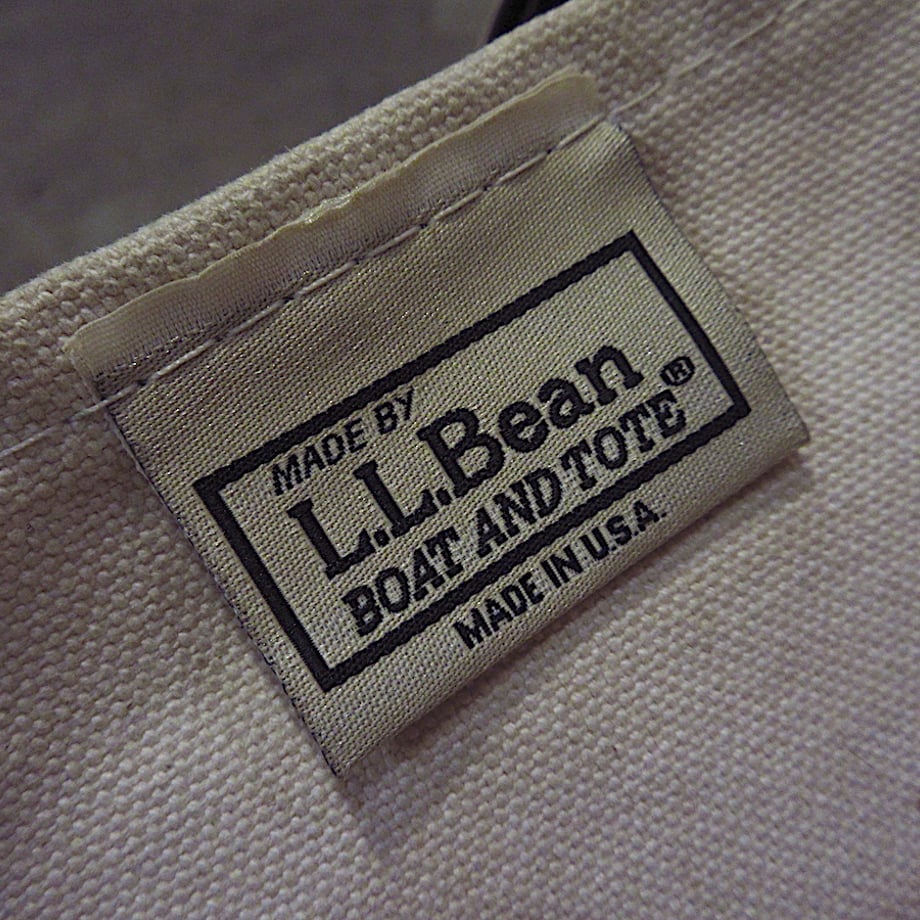 MADE BY
L.L.Bean®
BOAT AND TOTE
MADE IN U.S.A.